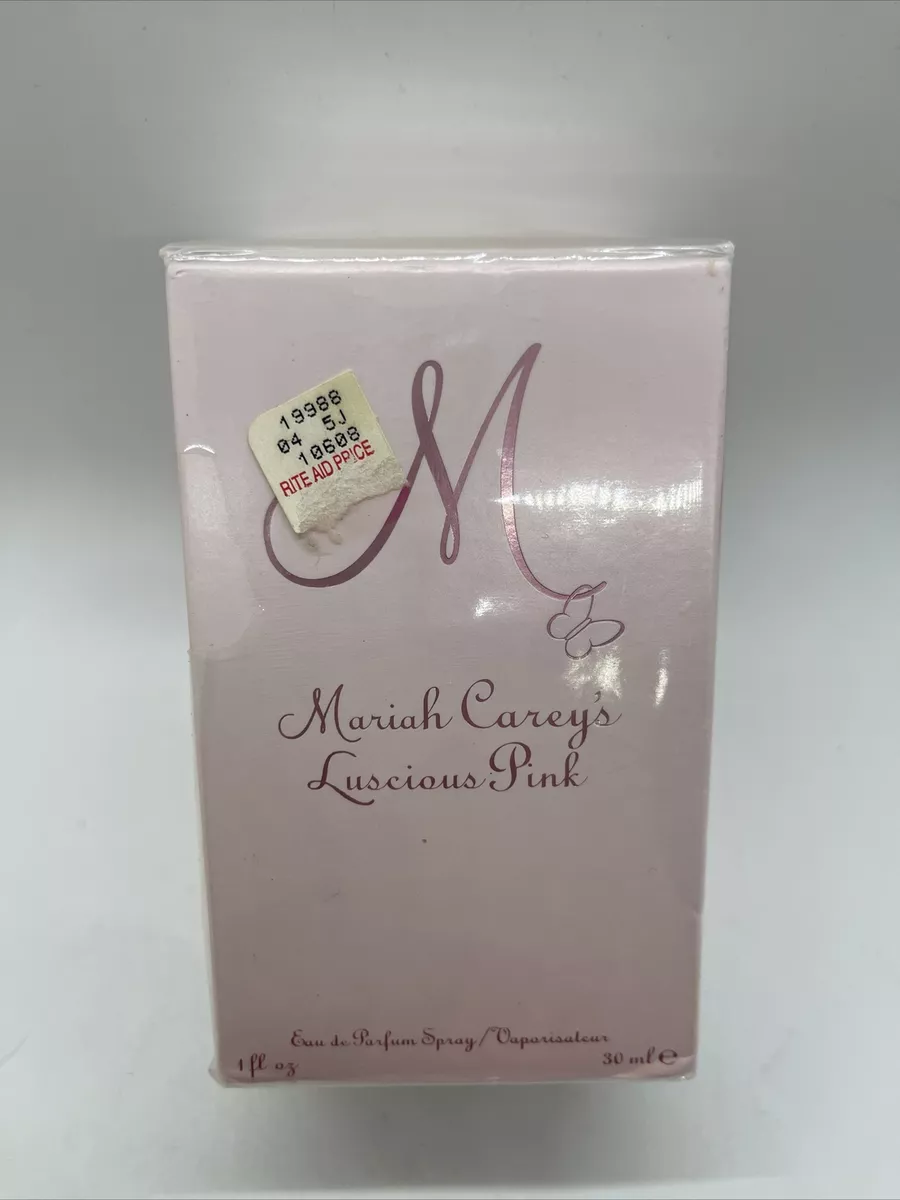 19988
04 5J
10608
RITE AID PRICE
M
Mariah Carey's
Luscious Pink
Eau de Parfum Spray/Vaporisateur
1 fl oz 30 ml ℮